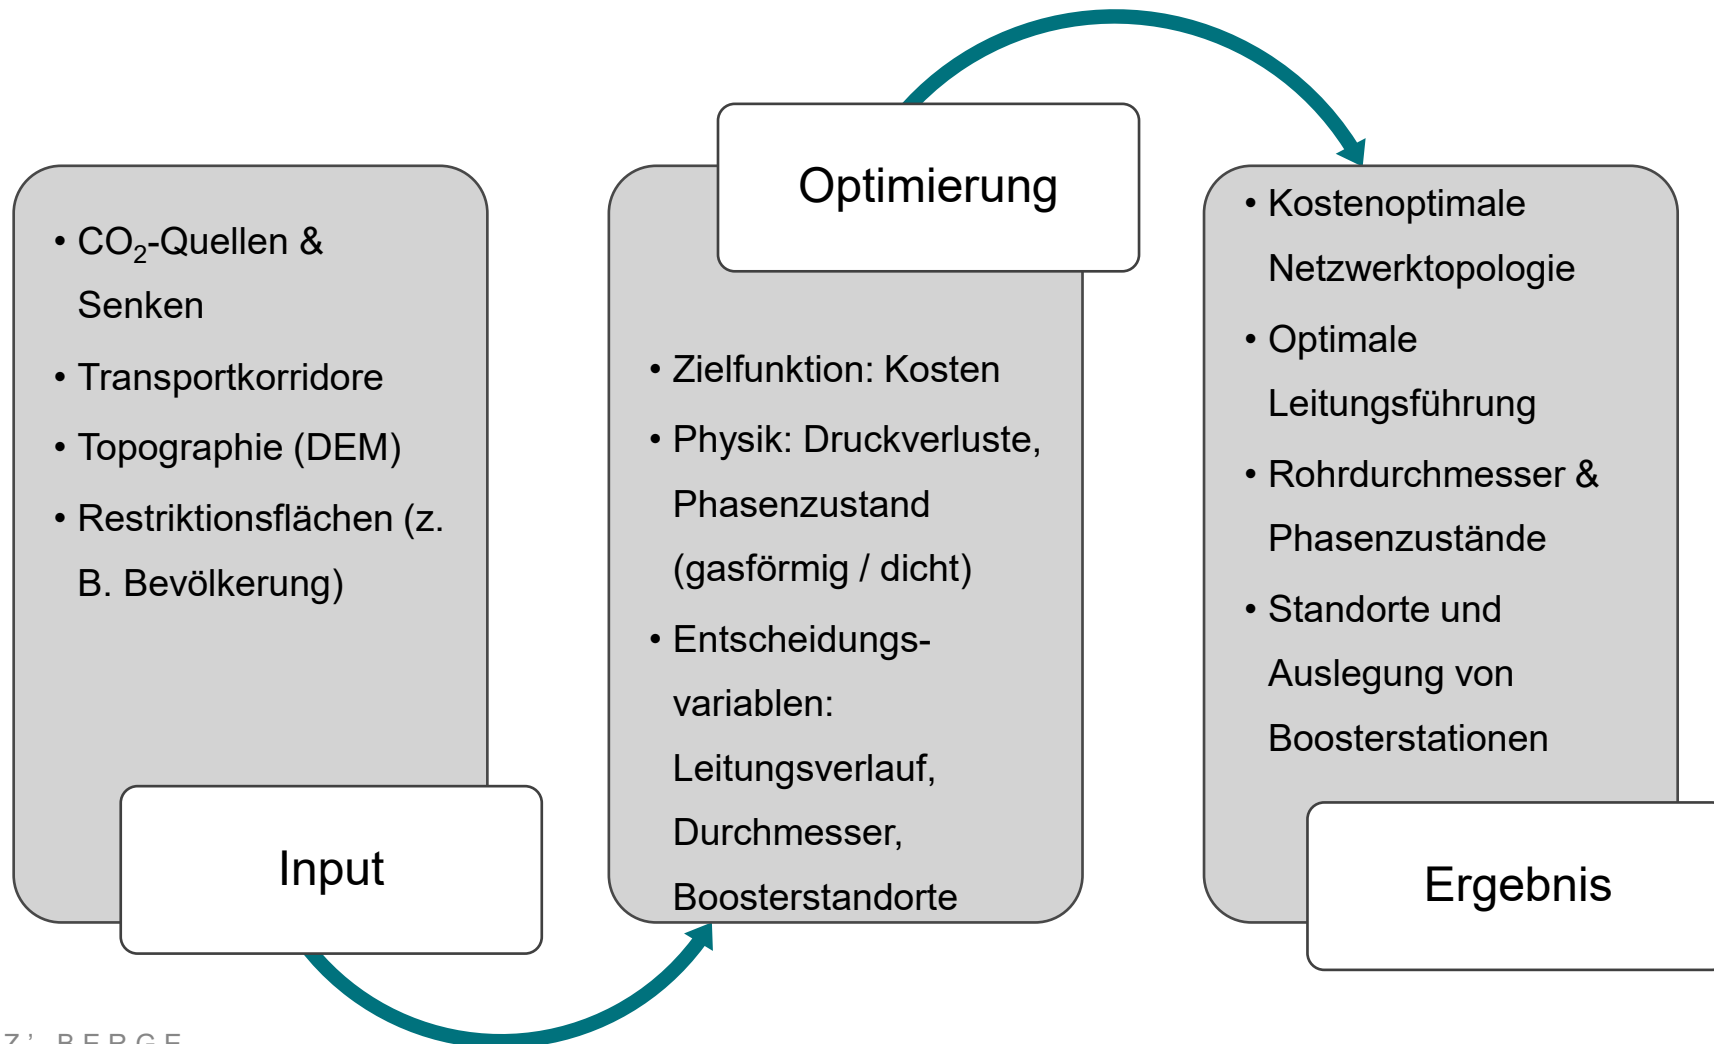 • CO₂-Quellen &
Senken
• Transportkorridore
• Topographie (DEM)
• Restriktionsflächen (z.
B. Bevölkerung)
Input
Optimierung
• Zielfunktion: Kosten
• Physik: Druckverluste,
Phasenzustand
(gasförmig / dicht)
• Entscheidungs-
variablen:
Leitungsverlauf,
Durchmesser,
Boosterstandorte
• Kostenoptimale
Netzwerktopologie
• Optimale
Leitungsführung
• Rohrdurchmesser &
Phasenzustände
• Standorte und
Auslegung von
Boosterstationen
Ergebnis
Z' BERGE